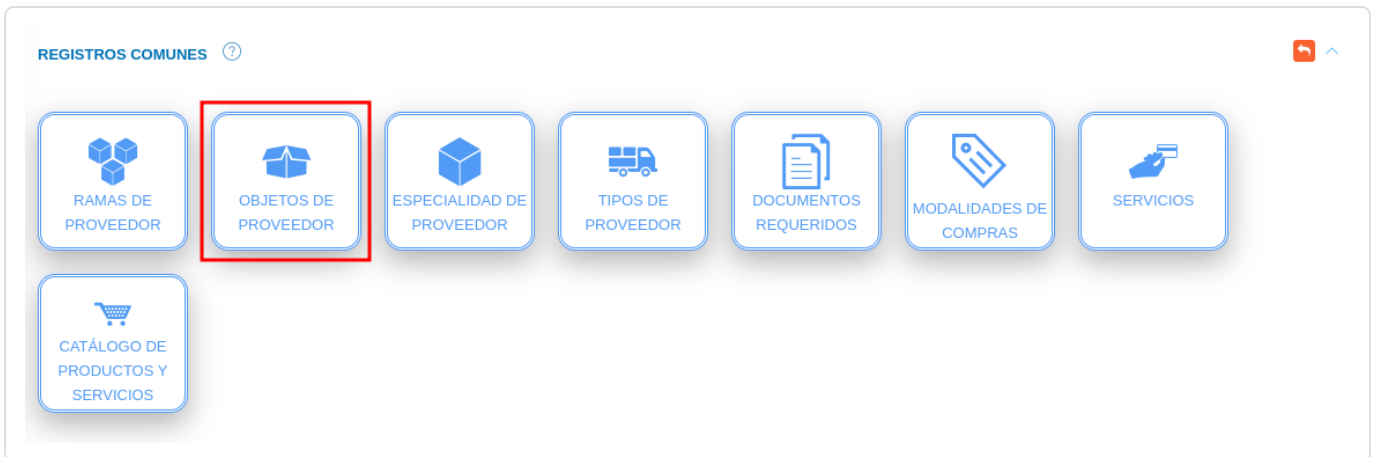 REGISTROS COMUNES ?
RAMAS DE
PROVEEDOR
OBJETOS DE
PROVEEDOR
ESPECIALIDAD DE
PROVEEDOR
TIPOS DE
PROVEEDOR
DOCUMENTOS
REQUERIDOS
MODALIDADES DE
COMPRAS
SERVICIOS
CATÁLOGO DE
PRODUCTOS Y
SERVICIOS